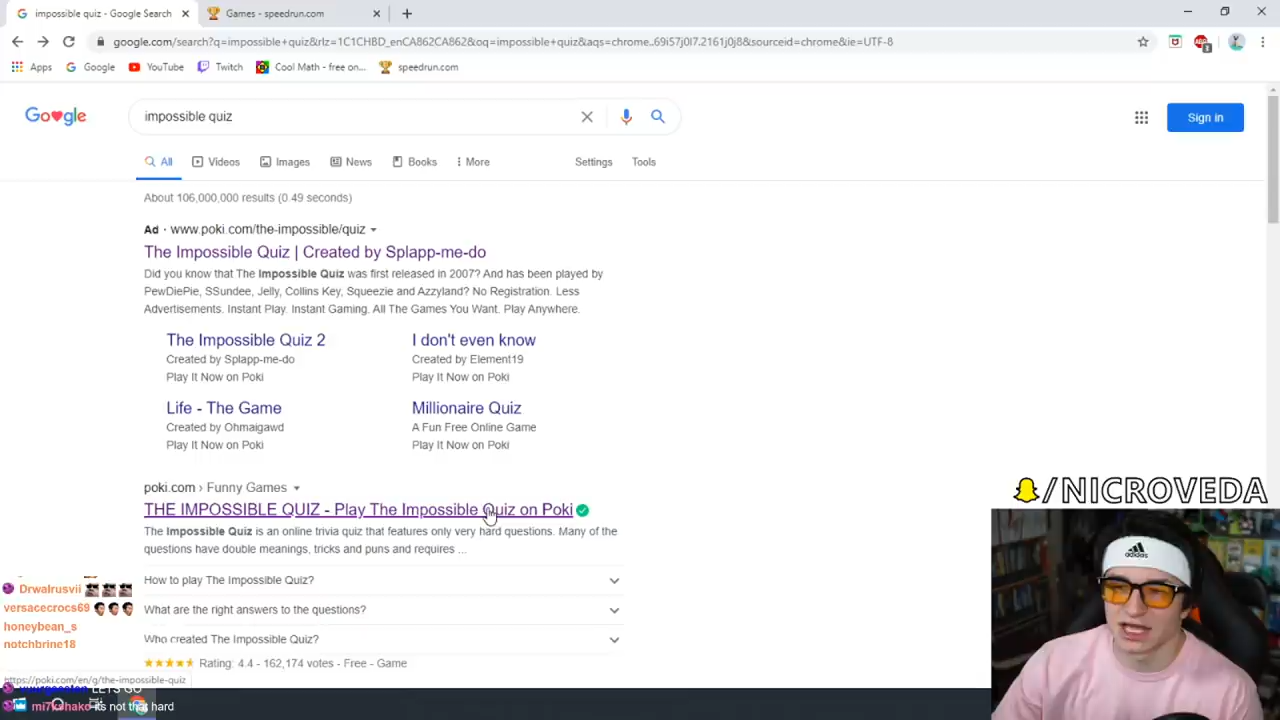 impossible quiz - Google Search
Games - speedrun.com
google.com/search?q=impossible+quiz&rlz=1C1CHBD_enCA862CA862&oq=impossible+quiz&aqs=chrome..69i57j0l7.2161j0j8&sourceid=chrome&ie=UTF-8
Apps Google YouTube Twitch Cool Math - free on... speedrun.com
Google
impossible quiz
Sign in
All Videos Images News Books More Settings Tools
About 106,000,000 results (0.49 seconds)
Ad · www.poki.com/the-impossible/quiz
The Impossible Quiz | Created by Splapp-me-do
Did you know that The Impossible Quiz was first released in 2007? And has been played by
PewDiePie, SSundee, Jelly, Collins Key, Squeezie and Azzyland? No Registration. Less
Advertisements. Instant Play. Instant Gaming. All The Games You Want. Play Anywhere.
The Impossible Quiz 2
Created by Splapp-me-do
Play It Now on Poki
I don't even know
Created by Element19
Play It Now on Poki
Life - The Game
Created by Ohmaigawd
Play It Now on Poki
Millionaire Quiz
A Fun Free Online Game
Play It Now on Poki
poki.com › Funny Games
THE IMPOSSIBLE QUIZ - Play The Impossible Quiz on Poki
The Impossible Quiz is an online trivia quiz that features only very hard questions. Many of the
questions have double meanings, tricks and puns and requires ...
How to play The Impossible Quiz?
What are the right answers to the questions?
Who created The Impossible Quiz?
Rating: 4.4 - 162,174 votes - Free - Game
/NICROVEDA
adidas
Drwalrusvii
versacecrocs69
honeybean_s
notchbrine18
https://poki.com/en/g/the-impossible-quiz
LETS GO
mi7kshako its not that hard